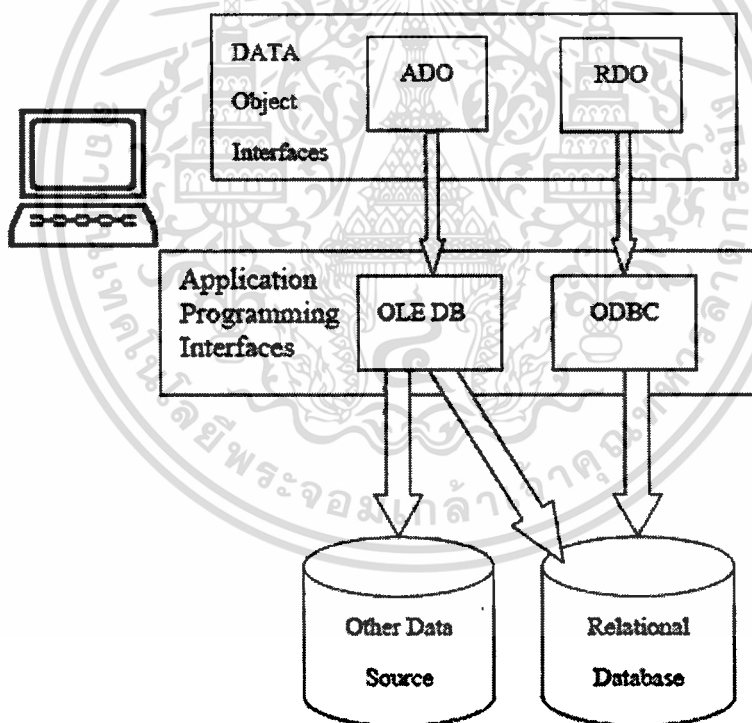 DATA
Object
Interfaces
ADO
RDO
Application
Programming
Interfaces
OLE DB
ODBC
Other Data
Source
Relational
Database